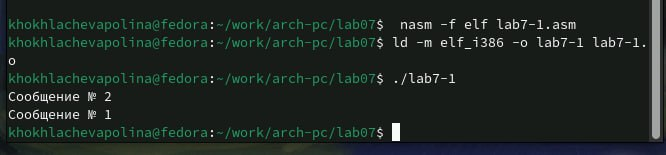 khokhlachevapolina@fedora:~/work/arch-pc/lab07$  nasm -f elf lab7-1.asm
khokhlachevapolina@fedora:~/work/arch-pc/lab07$ ld -m elf_i386 -o lab7-1 lab7-1.
o
khokhlachevapolina@fedora:~/work/arch-pc/lab07$ ./lab7-1
Сообщение № 2
Сообщение № 1
khokhlachevapolina@fedora:~/work/arch-pc/lab07$